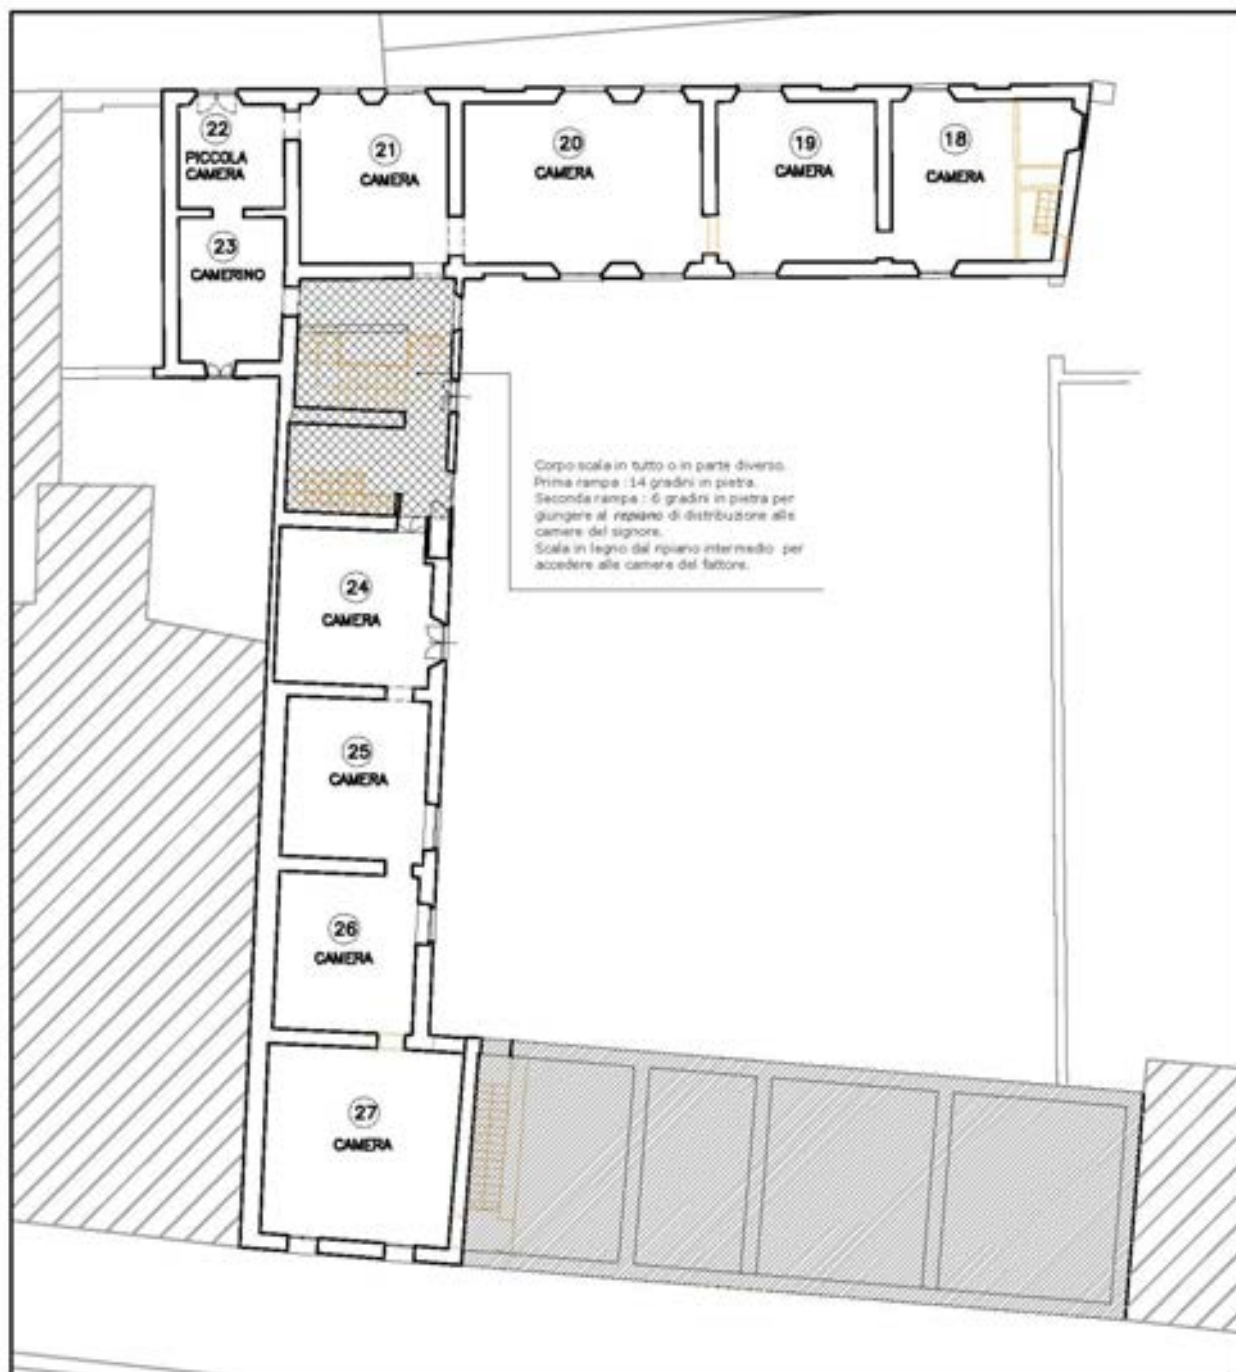 22
PICCOLA
CAMERA
21
CAMERA
20
CAMERA
19
CAMERA
18
CAMERA
23
CAMERINO
Corpo scala in tutto o in parte diverso.
Prima rampa : 14 gradini in pietra.
Seconda rampa : 6 gradini in pietra per
giungere al repiano di distribuzione alle
camere del signore.
Scala in legno dal ripiano intermedio per
accedere alle camere del fattore.
24
CAMERA
25
CAMERA
26
CAMERA
27
CAMERA